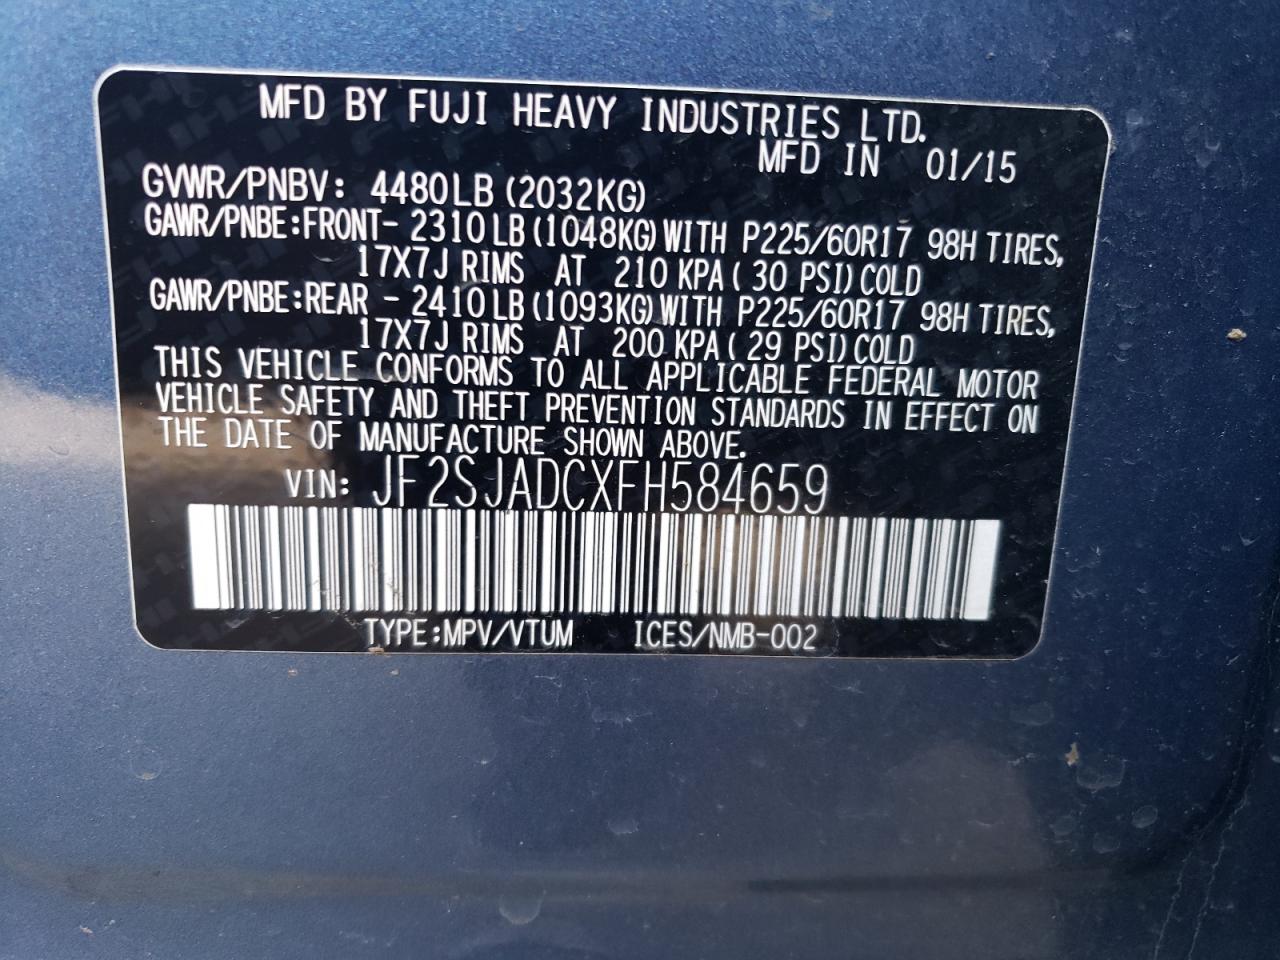 MFD BY FUJI HEAVY INDUSTRIES LTD.
MFD IN 01/15
GVWR/PNBV: 4480LB (2032KG)
GAWR/PNBE:FRONT- 2310LB(1048KG)WITH P225/60R17 98H TIRES,
17X7J RIMS AT 210 KPA( 30 PSI)COLD
GAWR/PNBE:REAR - 2410LB(1093KG)WITH P225/60R17 98H TIRES,
17X7J RIMS AT 200 KPA( 29 PSI)COLD
THIS VEHICLE CONFORMS TO ALL APPLICABLE FEDERAL MOTOR
VEHICLE SAFETY AND THEFT PREVENTION STANDARDS IN EFFECT ON
THE DATE OF MANUFACTURE SHOWN ABOVE.
VIN: JF2SJADCXFH584659
TYPE:MPV/VTUM ICES/NMB-002